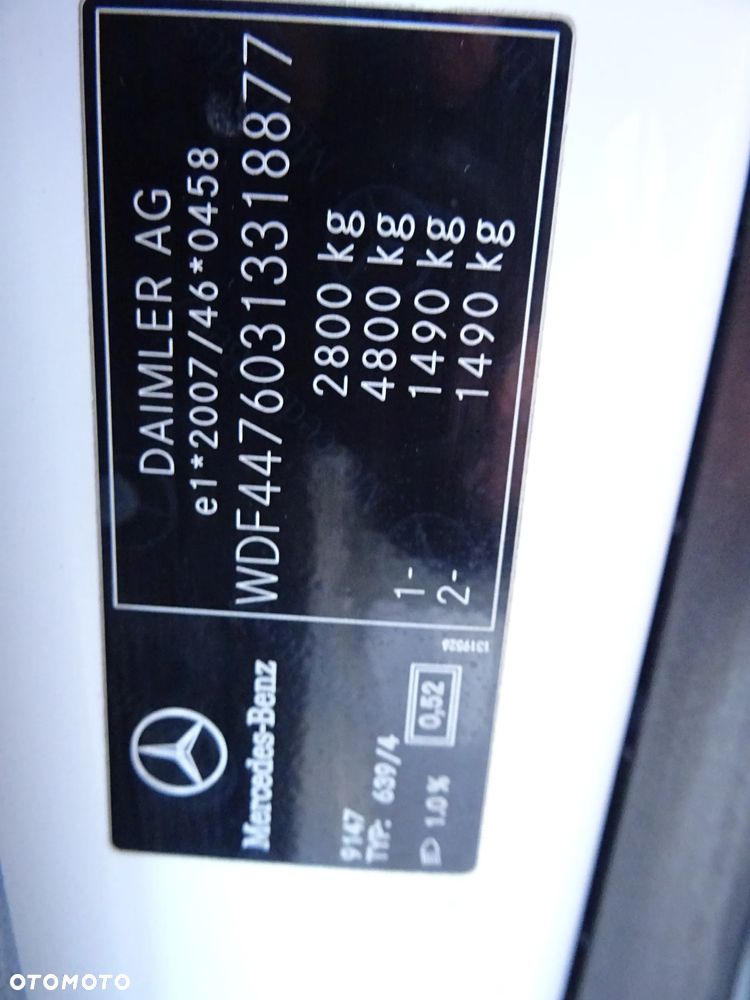 DAIMLER AG
e1*2007/46*0458
WDF44760313318877
2800 kg
4800 kg
1- 1490 kg
2- 1490 kg
Mercedes-Benz
9147
TYP: 639/4
1.0 %
0,52
1319526
OTOMOTO